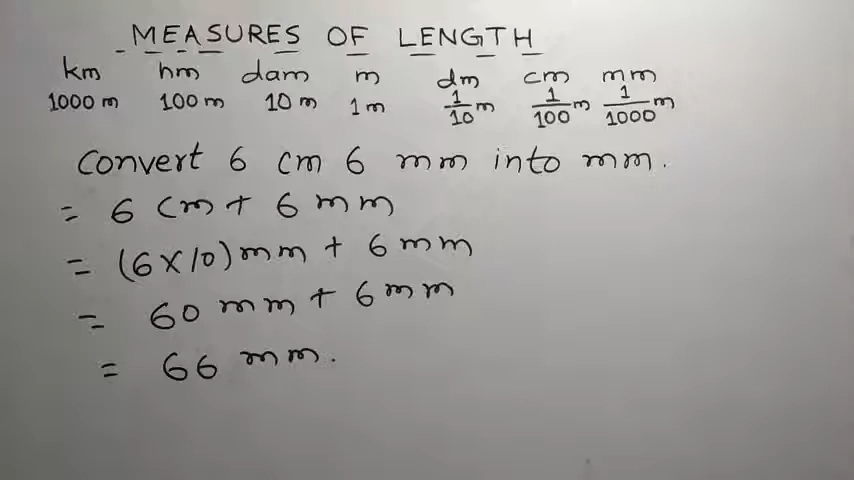 MEASURES OF LENGTH
km hm dam m dm cm mm
1000 m 100 m 10 m 1 m 1/10 m 1/100 m 1/1000 m
Convert 6 cm 6 mm into mm.
= 6 cm + 6 mm
= (6×10) mm + 6 mm
= 60 mm + 6 mm
= 66 mm.